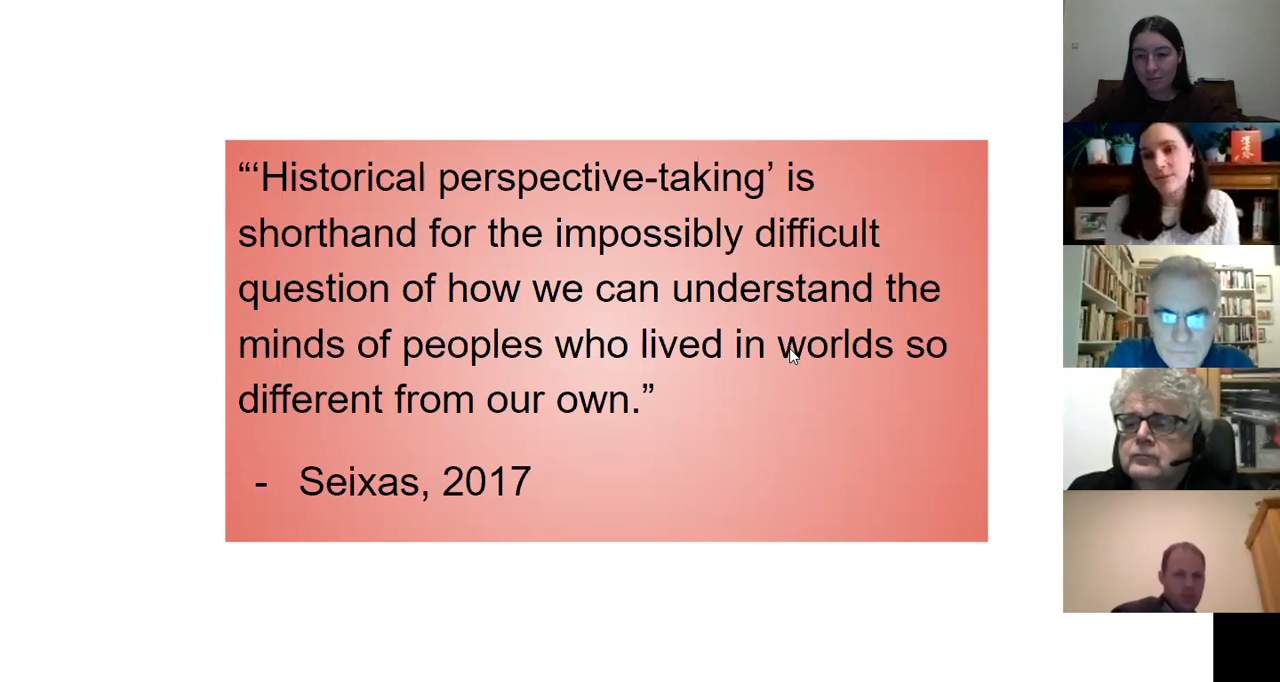 “‘Historical perspective-taking’ is
shorthand for the impossibly difficult
question of how we can understand the
minds of peoples who lived in worlds so
different from our own.”
- Seixas, 2017